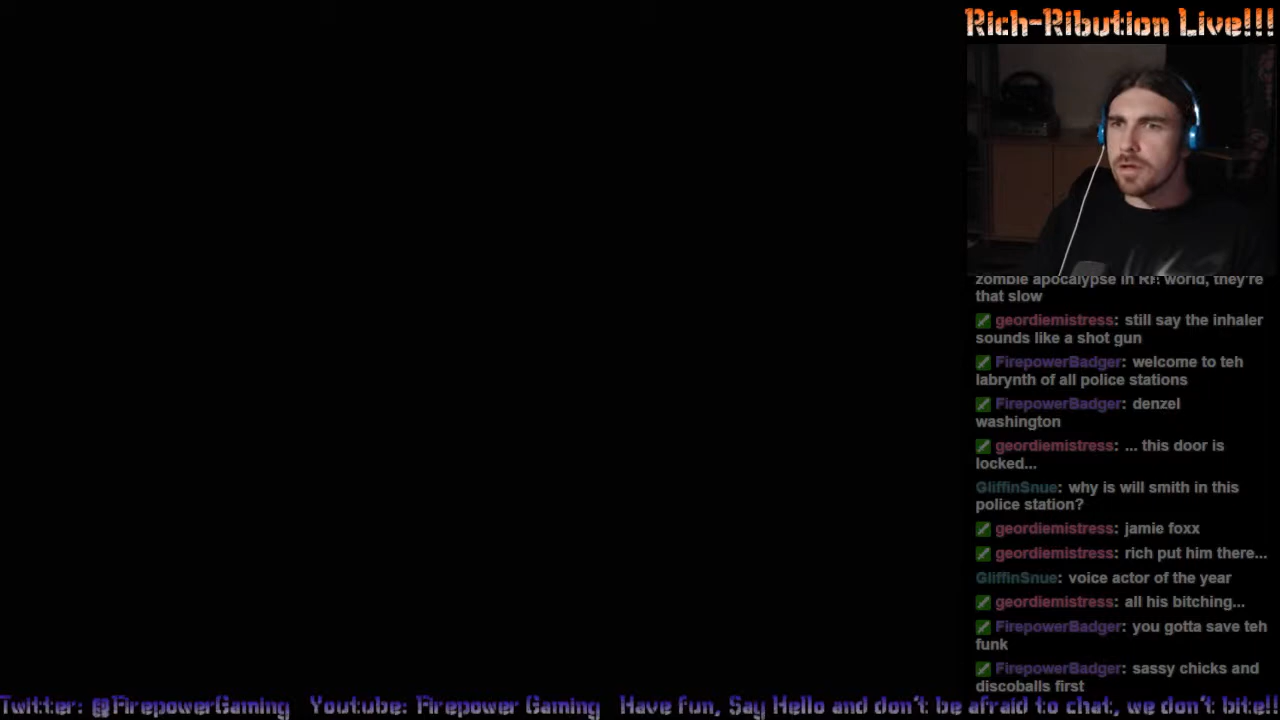 Rich-Ribution Live!!!
zombie apocalypse in RE world, they're
that slow
geordiemistress: still say the inhaler
sounds like a shot gun
FirepowerBadger: welcome to teh
labrynth of all police stations
FirepowerBadger: denzel
washington
geordiemistress: ... this door is
locked...
GliffinSnue: why is will smith in this
police station?
geordiemistress: jamie foxx
geordiemistress: rich put him there...
GliffinSnue: voice actor of the year
geordiemistress: all his bitching...
FirepowerBadger: you gotta save teh
funk
FirepowerBadger: sassy chicks and
discoballs first
Twitter: @FirepowerGaming Youtube: Firepower Gaming Have fun, Say Hello and don't be afraid to chat, we don't bite!!